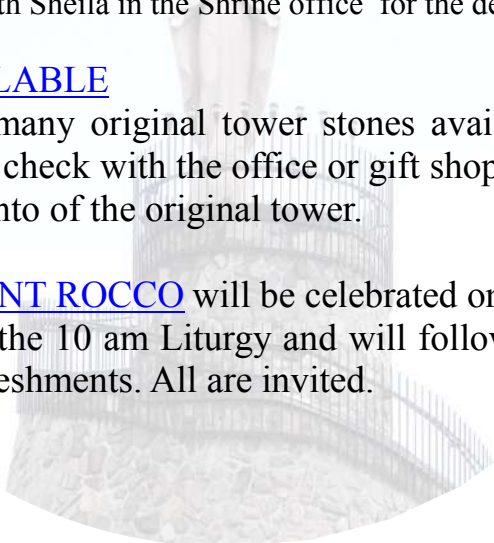 th Sheila in the Shrine office for the de
LABLE
many original tower stones avai
check with the office or gift shop
nto of the original tower.
NT ROCCO will be celebrated on
the 10 am Liturgy and will follow
eshments. All are invited.